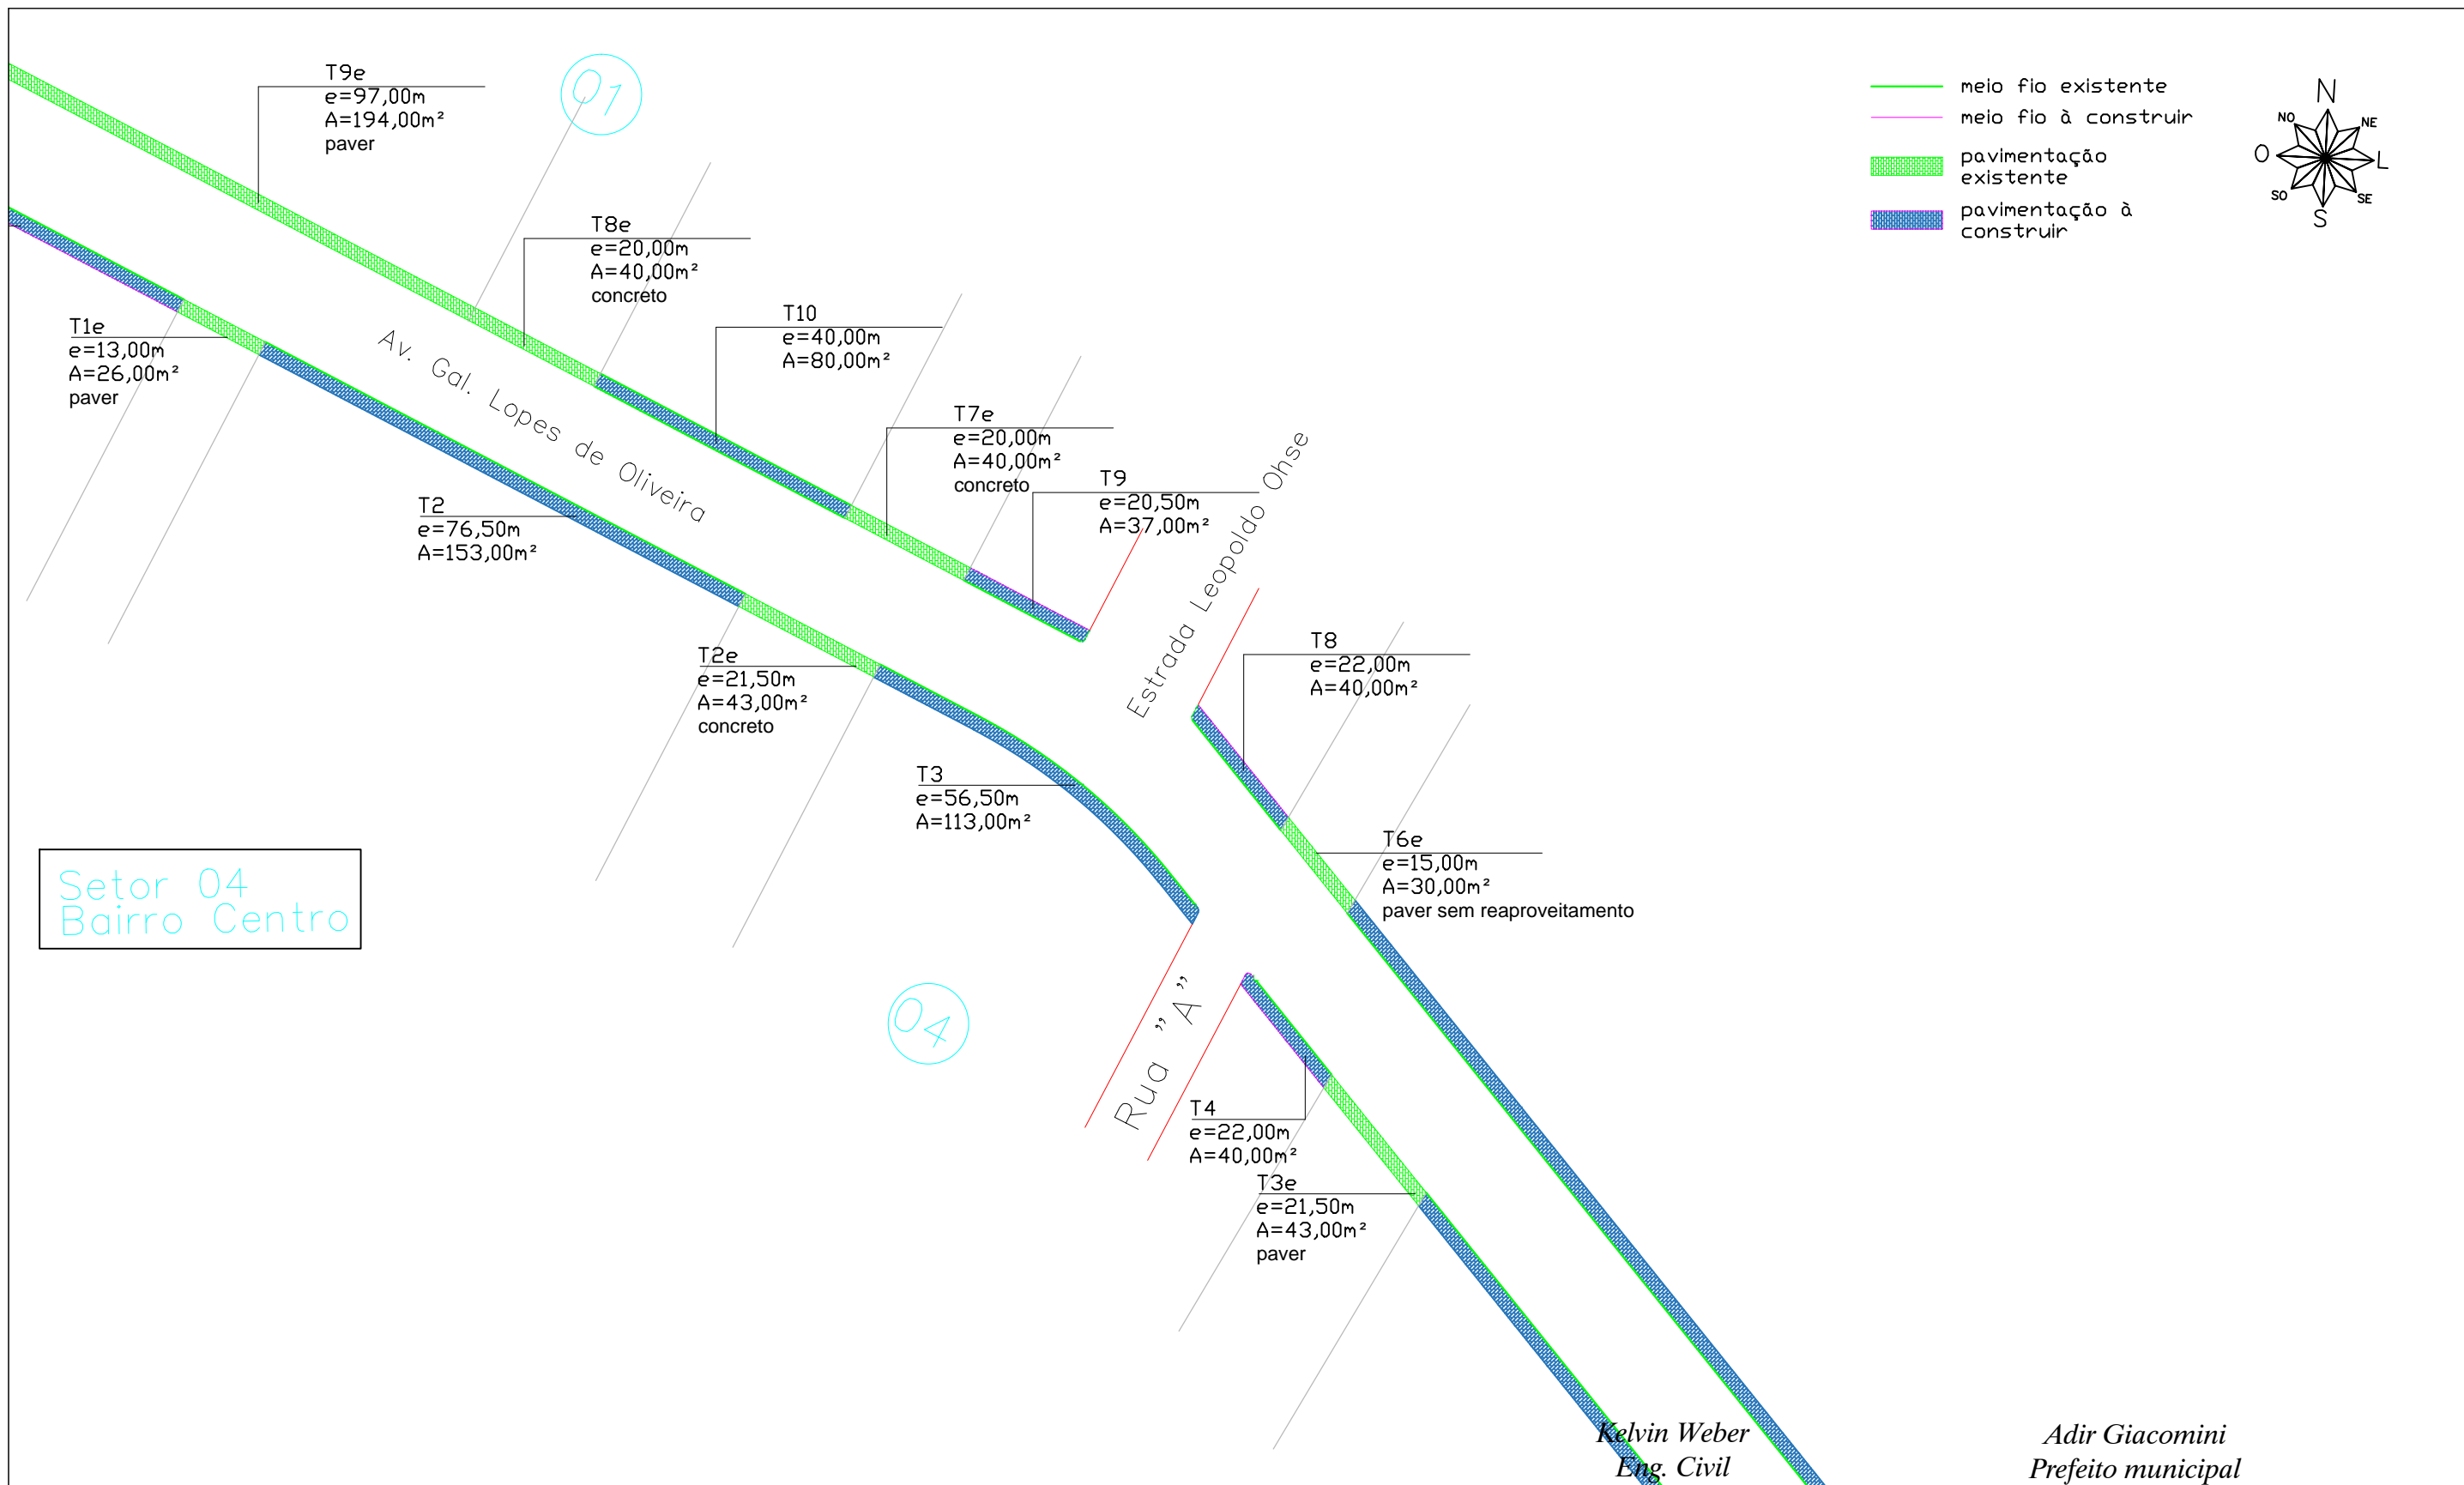 T9e
e=97,00m
A=194,00m²
paver
01
meio fio existente
meio fio à construir
pavimentação
existente
pavimentação à
construir
N
NO
NE
O
L
SO
SE
S
T8e
e=20,00m
A=40,00m²
concreto
T10
e=40,00m
A=80,00m²
T1e
e=13,00m
A=26,00m²
paver
Av. Gal. Lopes de Oliveira
T7e
e=20,00m
A=40,00m²
concreto
T9
e=20,50m
A=37,00m²
T2
e=76,50m
A=153,00m²
Estrada Leopoldo Ohse
T8
e=22,00m
A=40,00m²
T2e
e=21,50m
A=43,00m²
concreto
T3
e=56,50m
A=113,00m²
T6e
e=15,00m
A=30,00m²
paver sem reaproveitamento
Setor 04
Bairro Centro
04
Rua "A"
T4
e=22,00m
A=40,00m²
T3e
e=21,50m
A=43,00m²
paver
Kelvin Weber
Eng. Civil
Adir Giacomini
Prefeito municipal